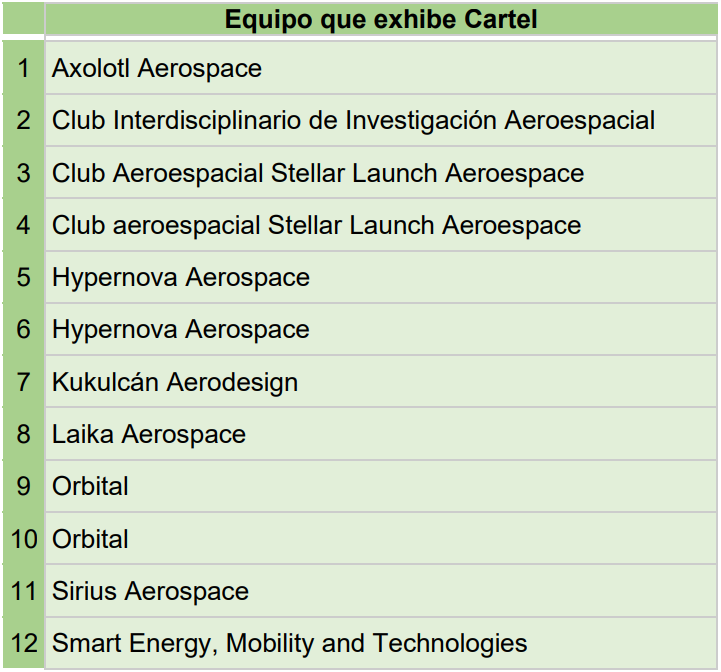 Equipo que exhibe Cartel
1 Axolotl Aerospace
2 Club Interdisciplinario de Investigación Aeroespacial
3 Club Aeroespacial Stellar Launch Aeroespace
4 Club aeroespacial Stellar Launch Aeroespace
5 Hypernova Aerospace
6 Hypernova Aerospace
7 Kukulcán Aerodesign
8 Laika Aerospace
9 Orbital
10 Orbital
11 Sirius Aerospace
12 Smart Energy, Mobility and Technologies